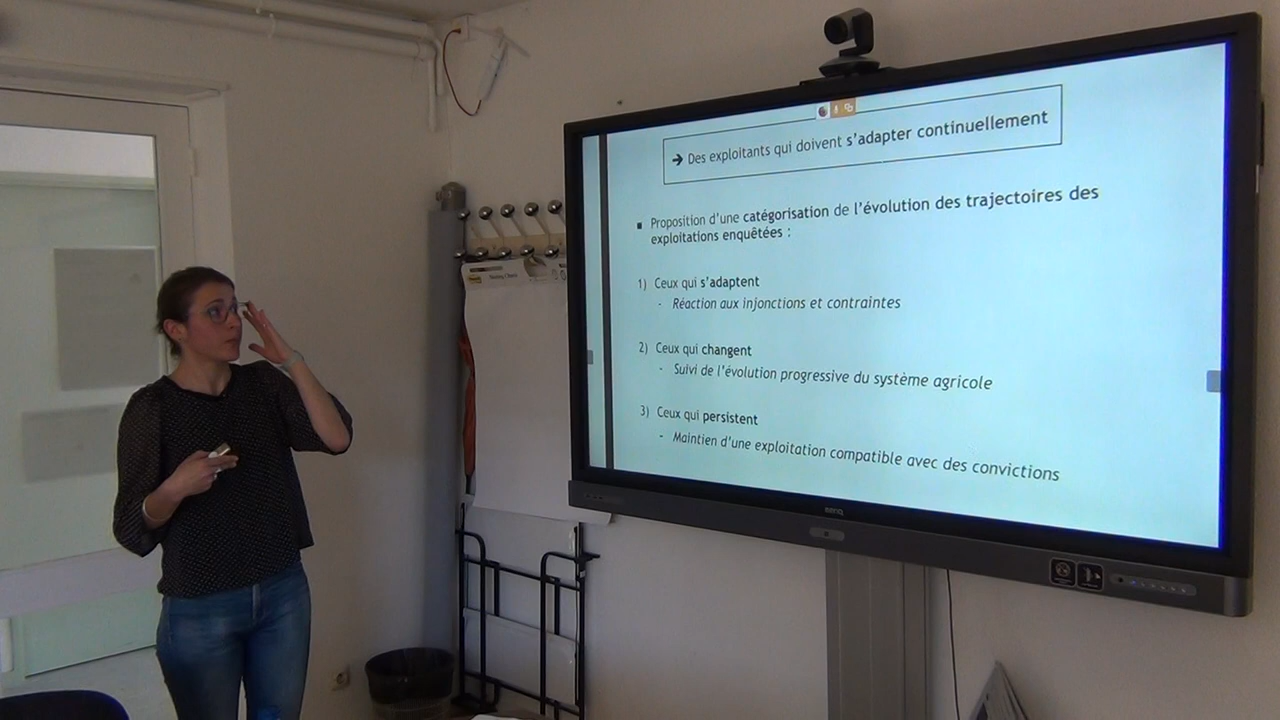 ➔ Des exploitants qui doivent s'adapter continuellement
▪ Proposition d'une catégorisation de l'évolution des trajectoires des
exploitations enquêtées :
1) Ceux qui s'adaptent
- Réaction aux injonctions et contraintes
2) Ceux qui changent
- Suivi de l'évolution progressive du système agricole
3) Ceux qui persistent
- Maintien d'une exploitation compatible avec des convictions
BenQ